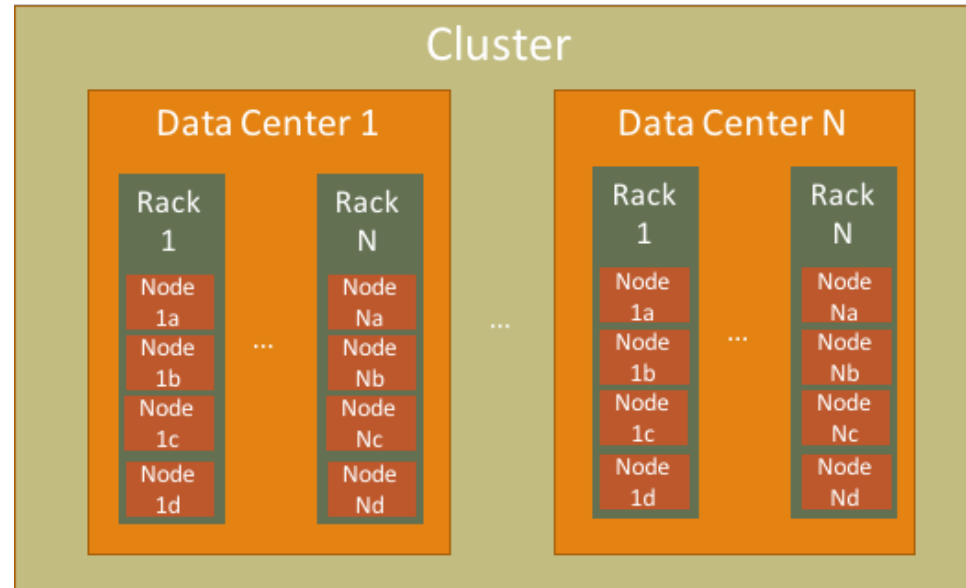 Cluster
Data Center 1
Rack
1
Node
1a
Node
1b
Node
1c
Node
1d
...
Rack
N
Node
Na
Node
Nb
Node
Nc
Node
Nd
...
Data Center N
Rack
1
Node
1a
Node
1b
Node
1c
Node
1d
...
Rack
N
Node
Na
Node
Nb
Node
Nc
Node
Nd